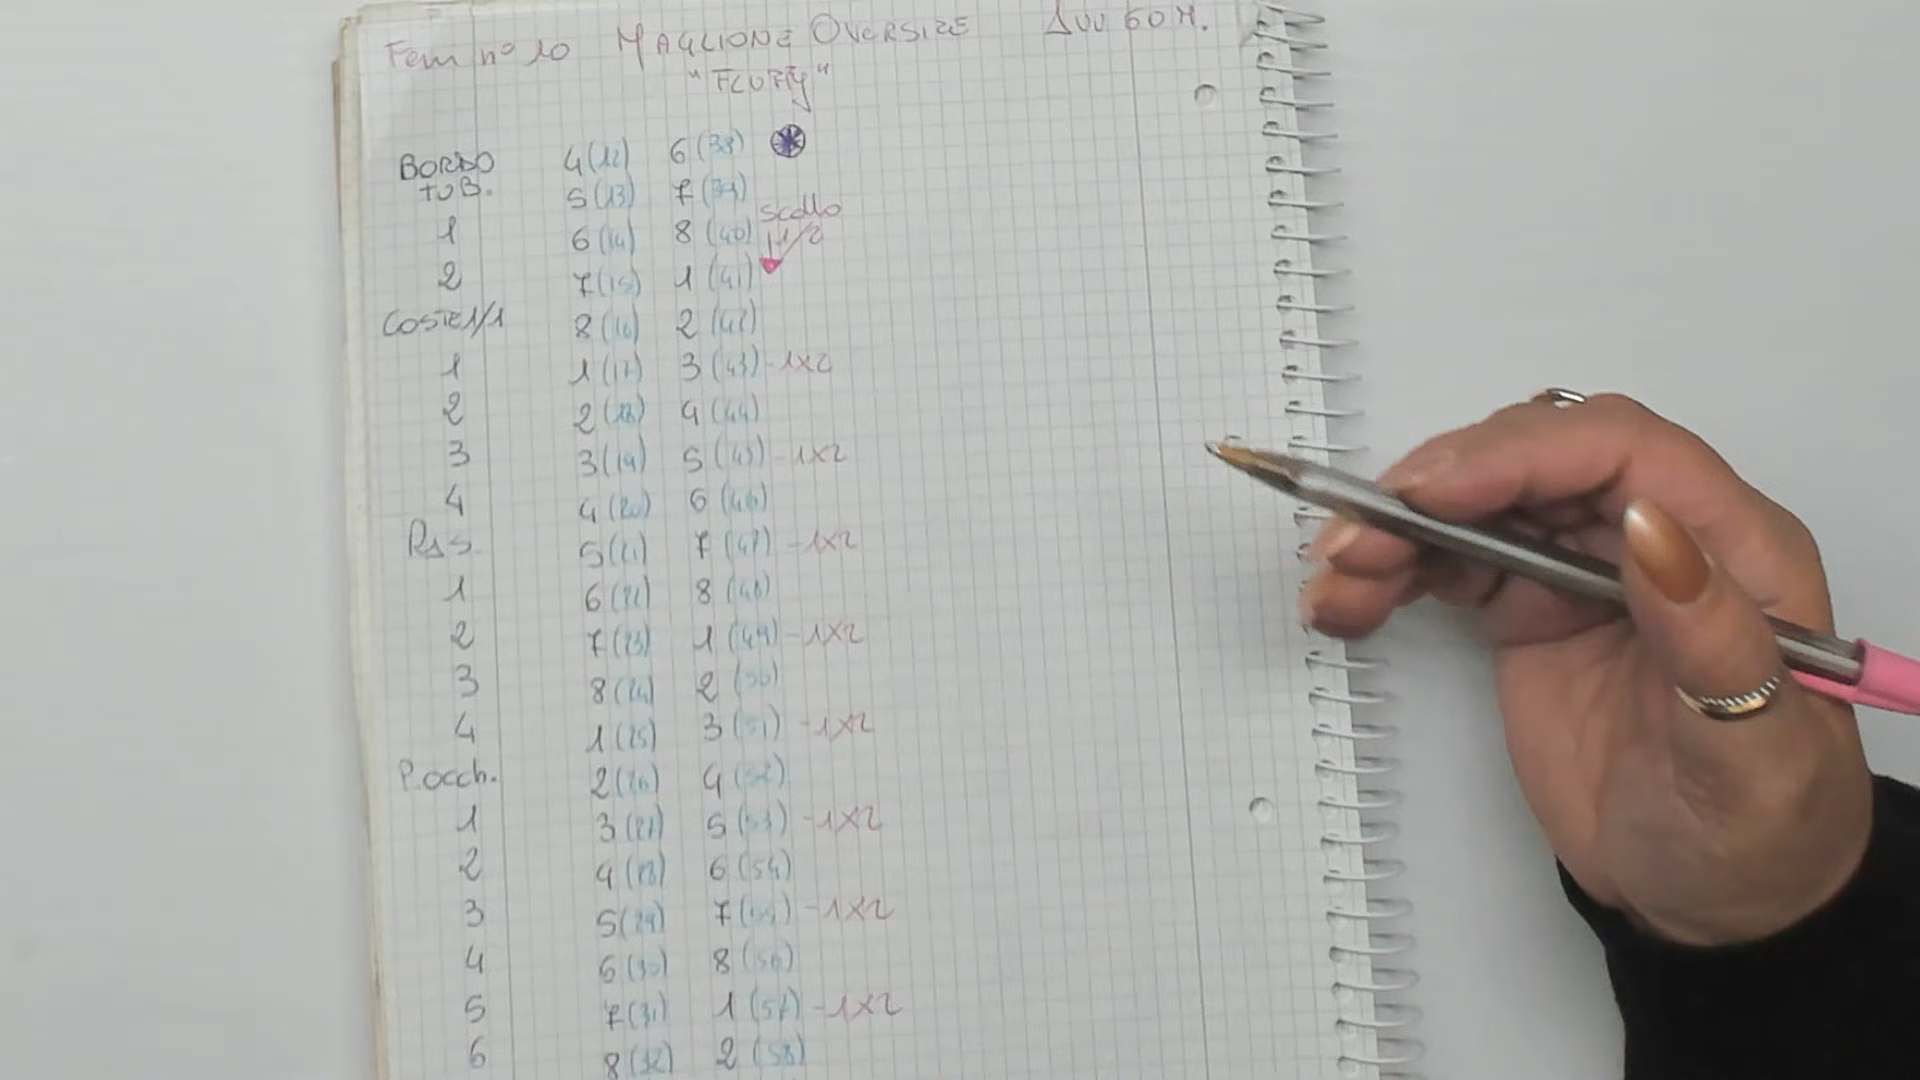 Ferri n° 10 MAGLIONE OVERSIZE Avv 60 M.
"FLUFFY"
BORDO 4(12) 6(38)
TUB. 5(13) 7(39)
scollo
1 6(14) 8(40) 1/2
2 7(15) 1(41)
COSTE 1/1 8(16) 2(42)
1 1(17) 3(43) -1x2
2 2(18) 4(44)
3 3(19) 5(45) -1x2
4 4(20) 6(46)
RAS. 5(21) 7(47) -1x2
1 6(22) 8(48)
2 7(23) 1(49) -1x2
3 8(24) 2(50)
4 1(25) 3(51) -1x2
P.occh. 2(26) 4(52)
1 3(27) 5(53) -1x2
2 4(28) 6(54)
3 5(29) 7(55) -1x2
4 6(30) 8(56)
5 7(31) 1(57) -1x2
6 8(32) 2(58)